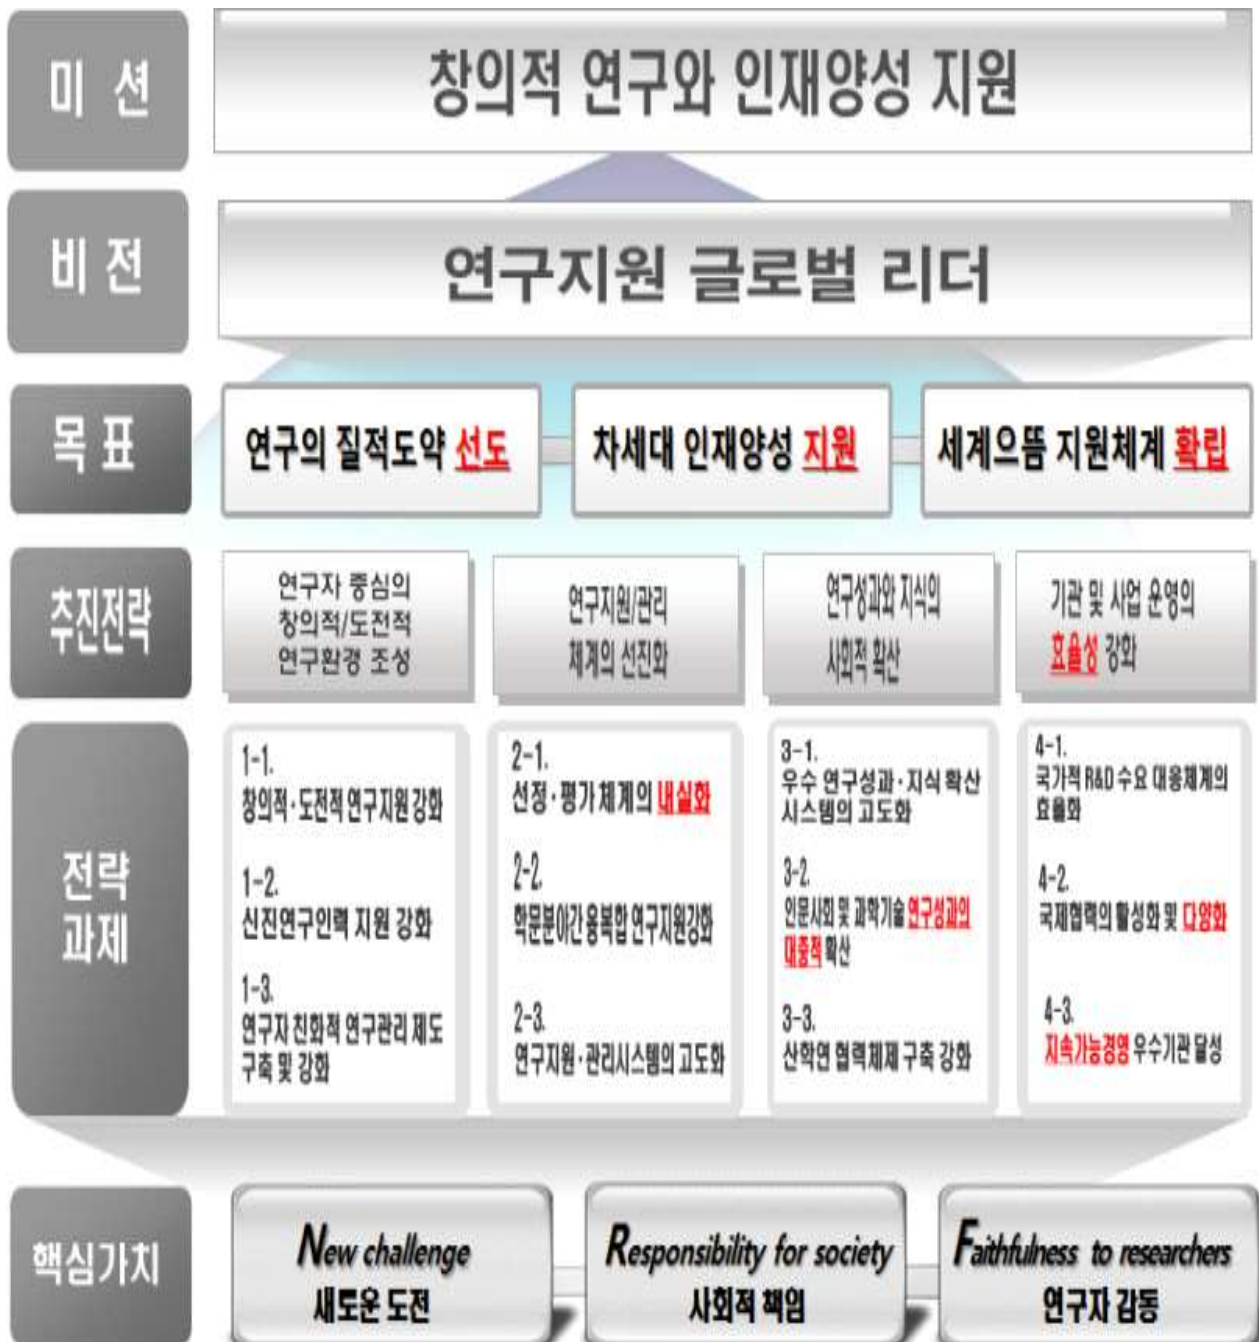 미 션
창의적 연구와 인재양성 지원
비 전
연구지원 글로벌 리더
목 표
연구의 질적도약 선도
차세대 인재양성 지원
세계으뜸 지원체계 확립
추진전략
연구자 중심의
창의적/도전적
연구환경 조성
연구지원/관리
체계의 선진화
연구성과와 지식의
사회적 확산
기관 및 사업 운영의
효율성 강화
전략
과제
1-1.
창의적·도전적 연구지원 강화
1-2.
신진연구인력 지원 강화
1-3.
연구자 친화적 연구관리 제도
구축 및 강화
2-1.
선정·평가 체계의 내실화
2-2.
학문분야간 융복합 연구지원강화
2-3.
연구지원·관리시스템의 고도화
3-1.
우수 연구성과·지식 확산
시스템의 고도화
3-2.
인문사회 및 과학기술 연구성과의
대중적 확산
3-3.
산학연 협력체제 구축 강화
4-1.
국가적 R&D 수요 대응체계의
효율화
4-2.
국제협력의 활성화 및 다양화
4-3.
지속가능경영 우수기관 달성
핵심가치
New challenge
새로운 도전
Responsibility for society
사회적 책임
Faithfulness to researchers
연구자 감동